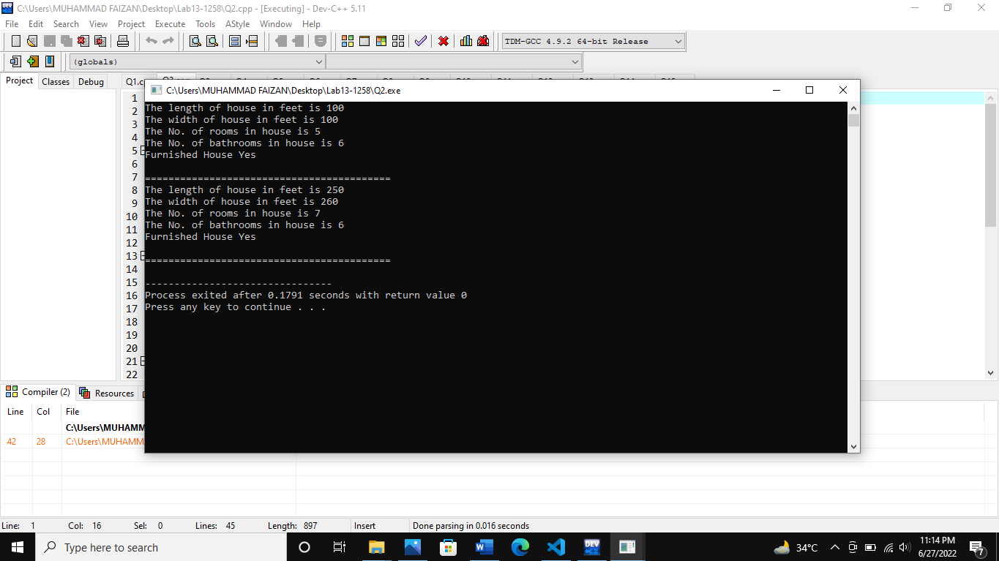 C:\Users\MUHAMMAD FAIZAN\Desktop\Lab13-1258\Q2.cpp - [Executing] - Dev-C++ 5.11
File Edit Search View Project Execute Tools AStyle Window Help
TDM-GCC 4.9.2 64-bit Release
(globals)
Project Classes Debug
C:\Users\MUHAMMAD FAIZAN\Desktop\Lab13-1258\Q2.exe
The length of house in feet is 100
The width of house in feet is 100
The No. of rooms in house is 5
The No. of bathrooms in house is 6
Furnished House Yes
==========================================
The length of house in feet is 250
The width of house in feet is 260
The No. of rooms in house is 7
The No. of bathrooms in house is 6
Furnished House Yes
==========================================
--------------------------------
Process exited after 0.1791 seconds with return value 0
Press any key to continue . . .
1
2
3
4
5
6
7
8
9
10
11
12
13
14
15
16
17
18
19
20
21
22
Compiler (2) Resources
Line Col File
C:\Users\MUHAMM
42 28 C:\Users\MUHAMM
Line: 1 Col: 16 Sel: 0 Lines: 45 Length: 897 Insert Done parsing in 0.016 seconds
Type here to search
34°C
11:14 PM
6/27/2022
7